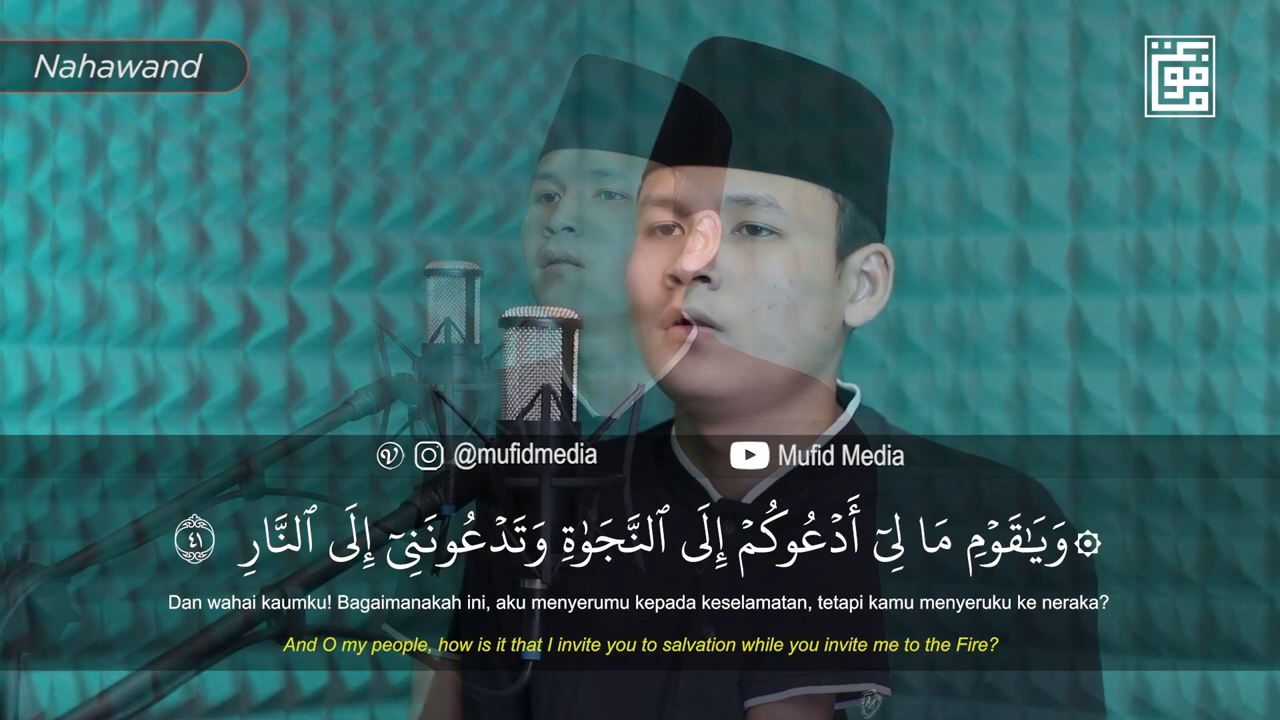 Nahawand
@mufidmedia
Mufid Media
۞ وَيَـٰقَوْمِ مَا لِىٓ أَدْعُوكُمْ إِلَى ٱلنَّجَوٰةِ وَتَدْعُونَنِىٓ إِلَى ٱلنَّارِ ٤١
Dan wahai kaumku! Bagaimanakah ini, aku menyerumu kepada keselamatan, tetapi kamu menyeruku ke neraka?
And O my people, how is it that I invite you to salvation while you invite me to the Fire?